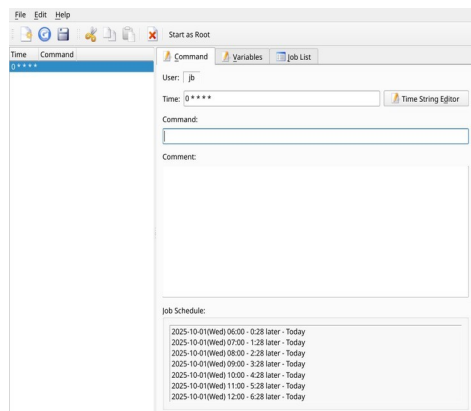 File Edit Help
Start as Root
Time Command
0 * * * *
Command Variables Job List
User: jb
Time: 0 * * * * Time String Editor
Command:
Comment:
Job Schedule:
2025-10-01(Wed) 06:00 - 0:28 later - Today
2025-10-01(Wed) 07:00 - 1:28 later - Today
2025-10-01(Wed) 08:00 - 2:28 later - Today
2025-10-01(Wed) 09:00 - 3:28 later - Today
2025-10-01(Wed) 10:00 - 4:28 later - Today
2025-10-01(Wed) 11:00 - 5:28 later - Today
2025-10-01(Wed) 12:00 - 6:28 later - Today